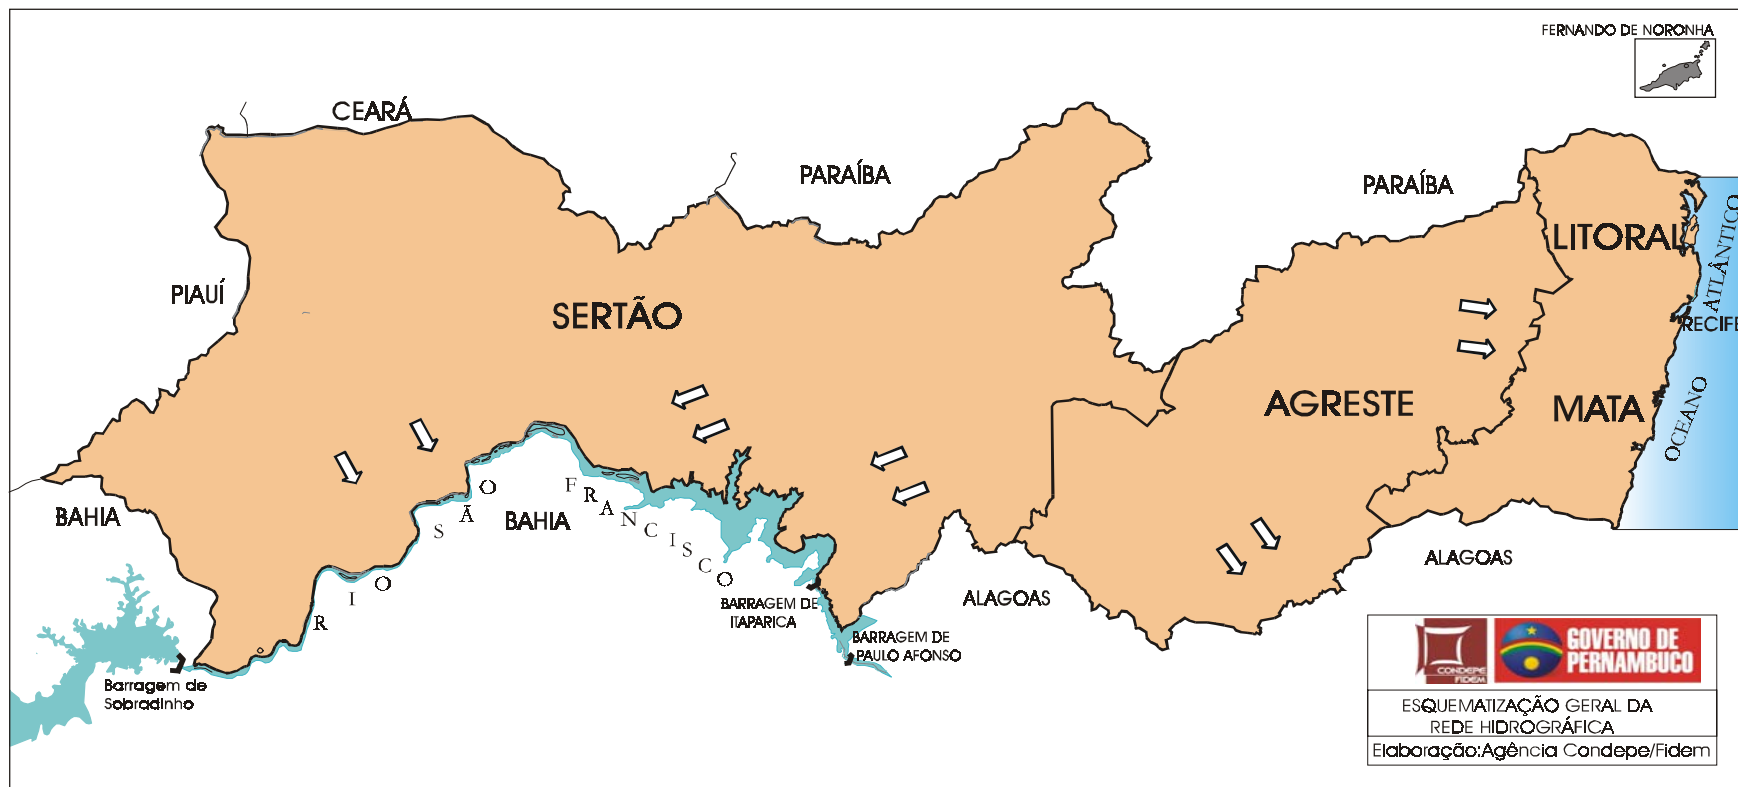 FERNANDO DE NORONHA
CEARÁ
PARAÍBA
PARAÍBA
LITORAL
ATLÂNTICO
PIAUÍ
SERTÃO
RECIFE
AGRESTE
MATA
OCEANO
BAHIA
RIO SÃO FRANCISCO
BAHIA
ALAGOAS
ALAGOAS
BARRAGEM DE
ITAPARICA
BARRAGEM DE
PAULO AFONSO
Barragem de
Sobradinho
CONDEPE
FIDEM
GOVERNO DE
PERNAMBUCO
ESQUEMATIZAÇÃO GERAL DA
REDE HIDROGRÁFICA
Elaboração:Agência Condepe/Fidem